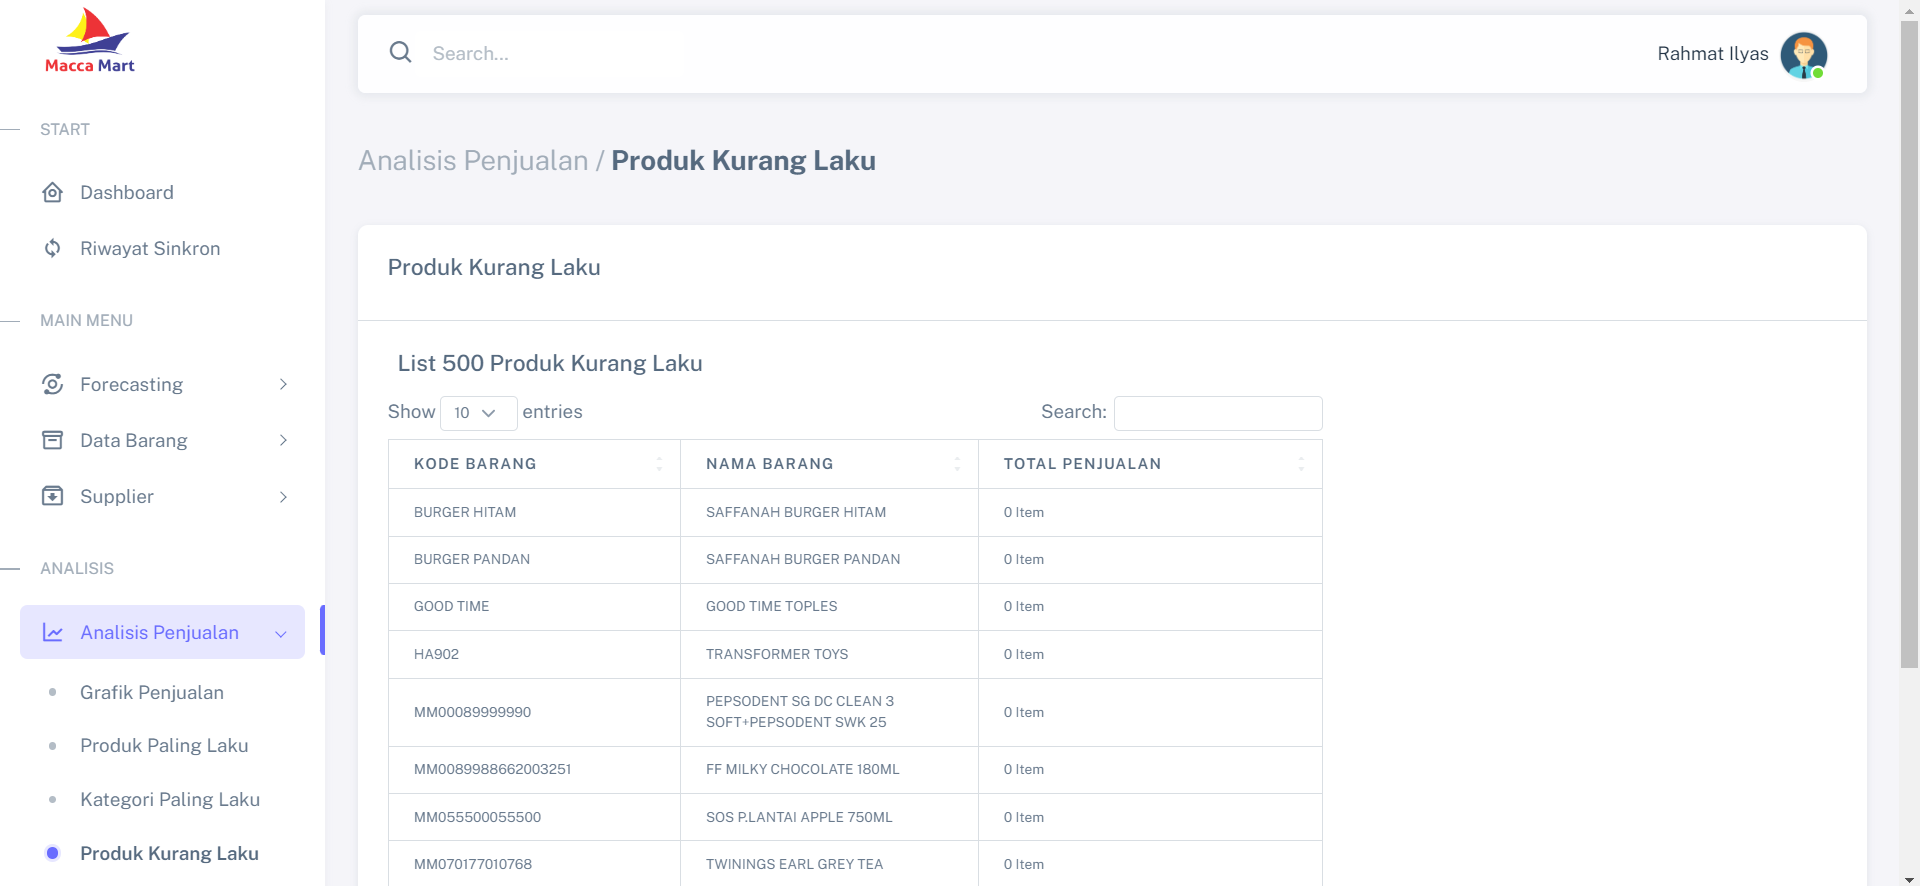 Macca Mart
START
Dashboard
Riwayat Sinkron
MAIN MENU
Forecasting
Data Barang
Supplier
ANALISIS
Analisis Penjualan
Grafik Penjualan
Produk Paling Laku
Kategori Paling Laku
Produk Kurang Laku
Search...
Rahmat Ilyas
Analisis Penjualan / Produk Kurang Laku
Produk Kurang Laku
List 500 Produk Kurang Laku
Show 10 entries Search:
KODE BARANG NAMA BARANG TOTAL PENJUALAN
BURGER HITAM SAFFANAH BURGER HITAM 0 Item
BURGER PANDAN SAFFANAH BURGER PANDAN 0 Item
GOOD TIME GOOD TIME TOPLES 0 Item
HA902 TRANSFORMER TOYS 0 Item
MM00089999990 PEPSODENT SG DC CLEAN 3
SOFT+PEPSODENT SWK 25 0 Item
MM0089988662003251 FF MILKY CHOCOLATE 180ML 0 Item
MM055500055500 SOS P.LANTAI APPLE 750ML 0 Item
MM070177010768 TWININGS EARL GREY TEA 0 Item